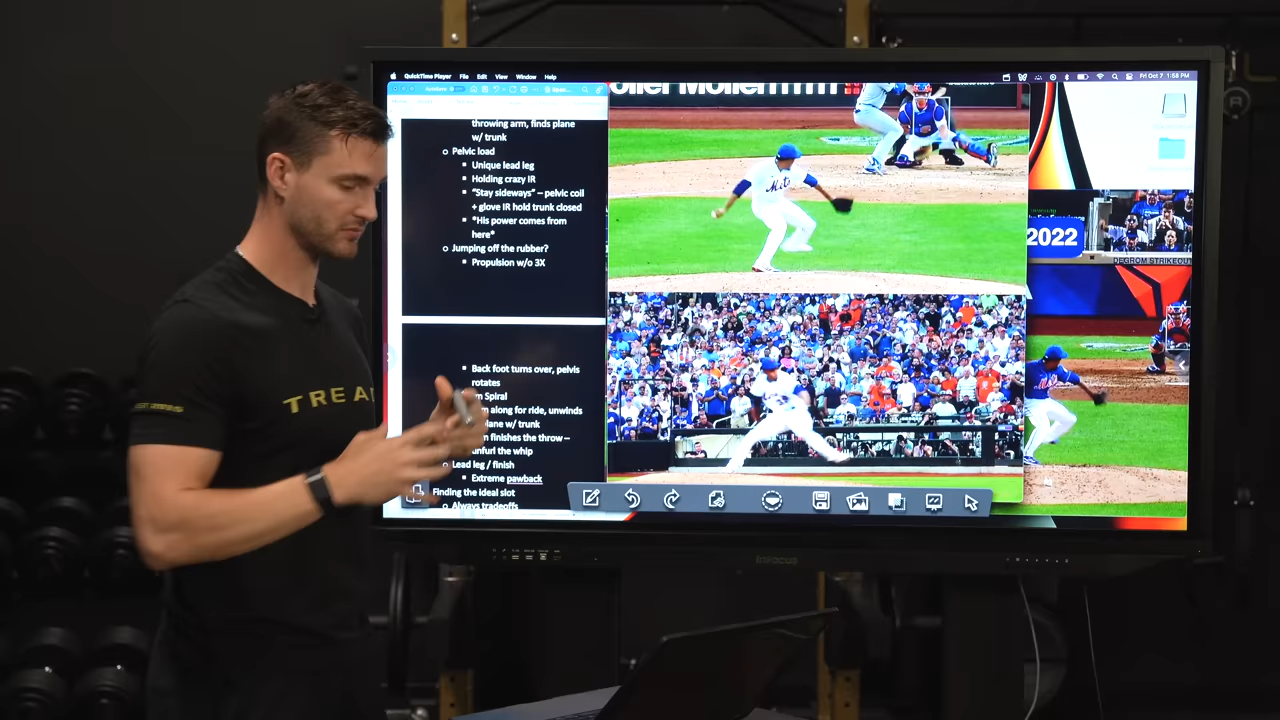 QuickTime Player File Edit View Window Help
Fri Oct 7 1:58 PM
throwing arm, finds plane
w/ trunk
Pelvic load
Unique lead leg
Holding crazy IR
"Stay sideways" – pelvic coil
+ glove IR hold trunk closed
*His power comes from
here*
Jumping off the rubber?
Propulsion w/o 3X
Back foot turns over, pelvis
rotates
Spiral
along for ride, unwinds
plane w/ trunk
finishes the throw –
unfurl the whip
Lead leg / finish
Extreme pawback
Finding the ideal slot
Always tradeoffs
Mets
2022
DEGROM STRIKEOUT
TREA
InFocus